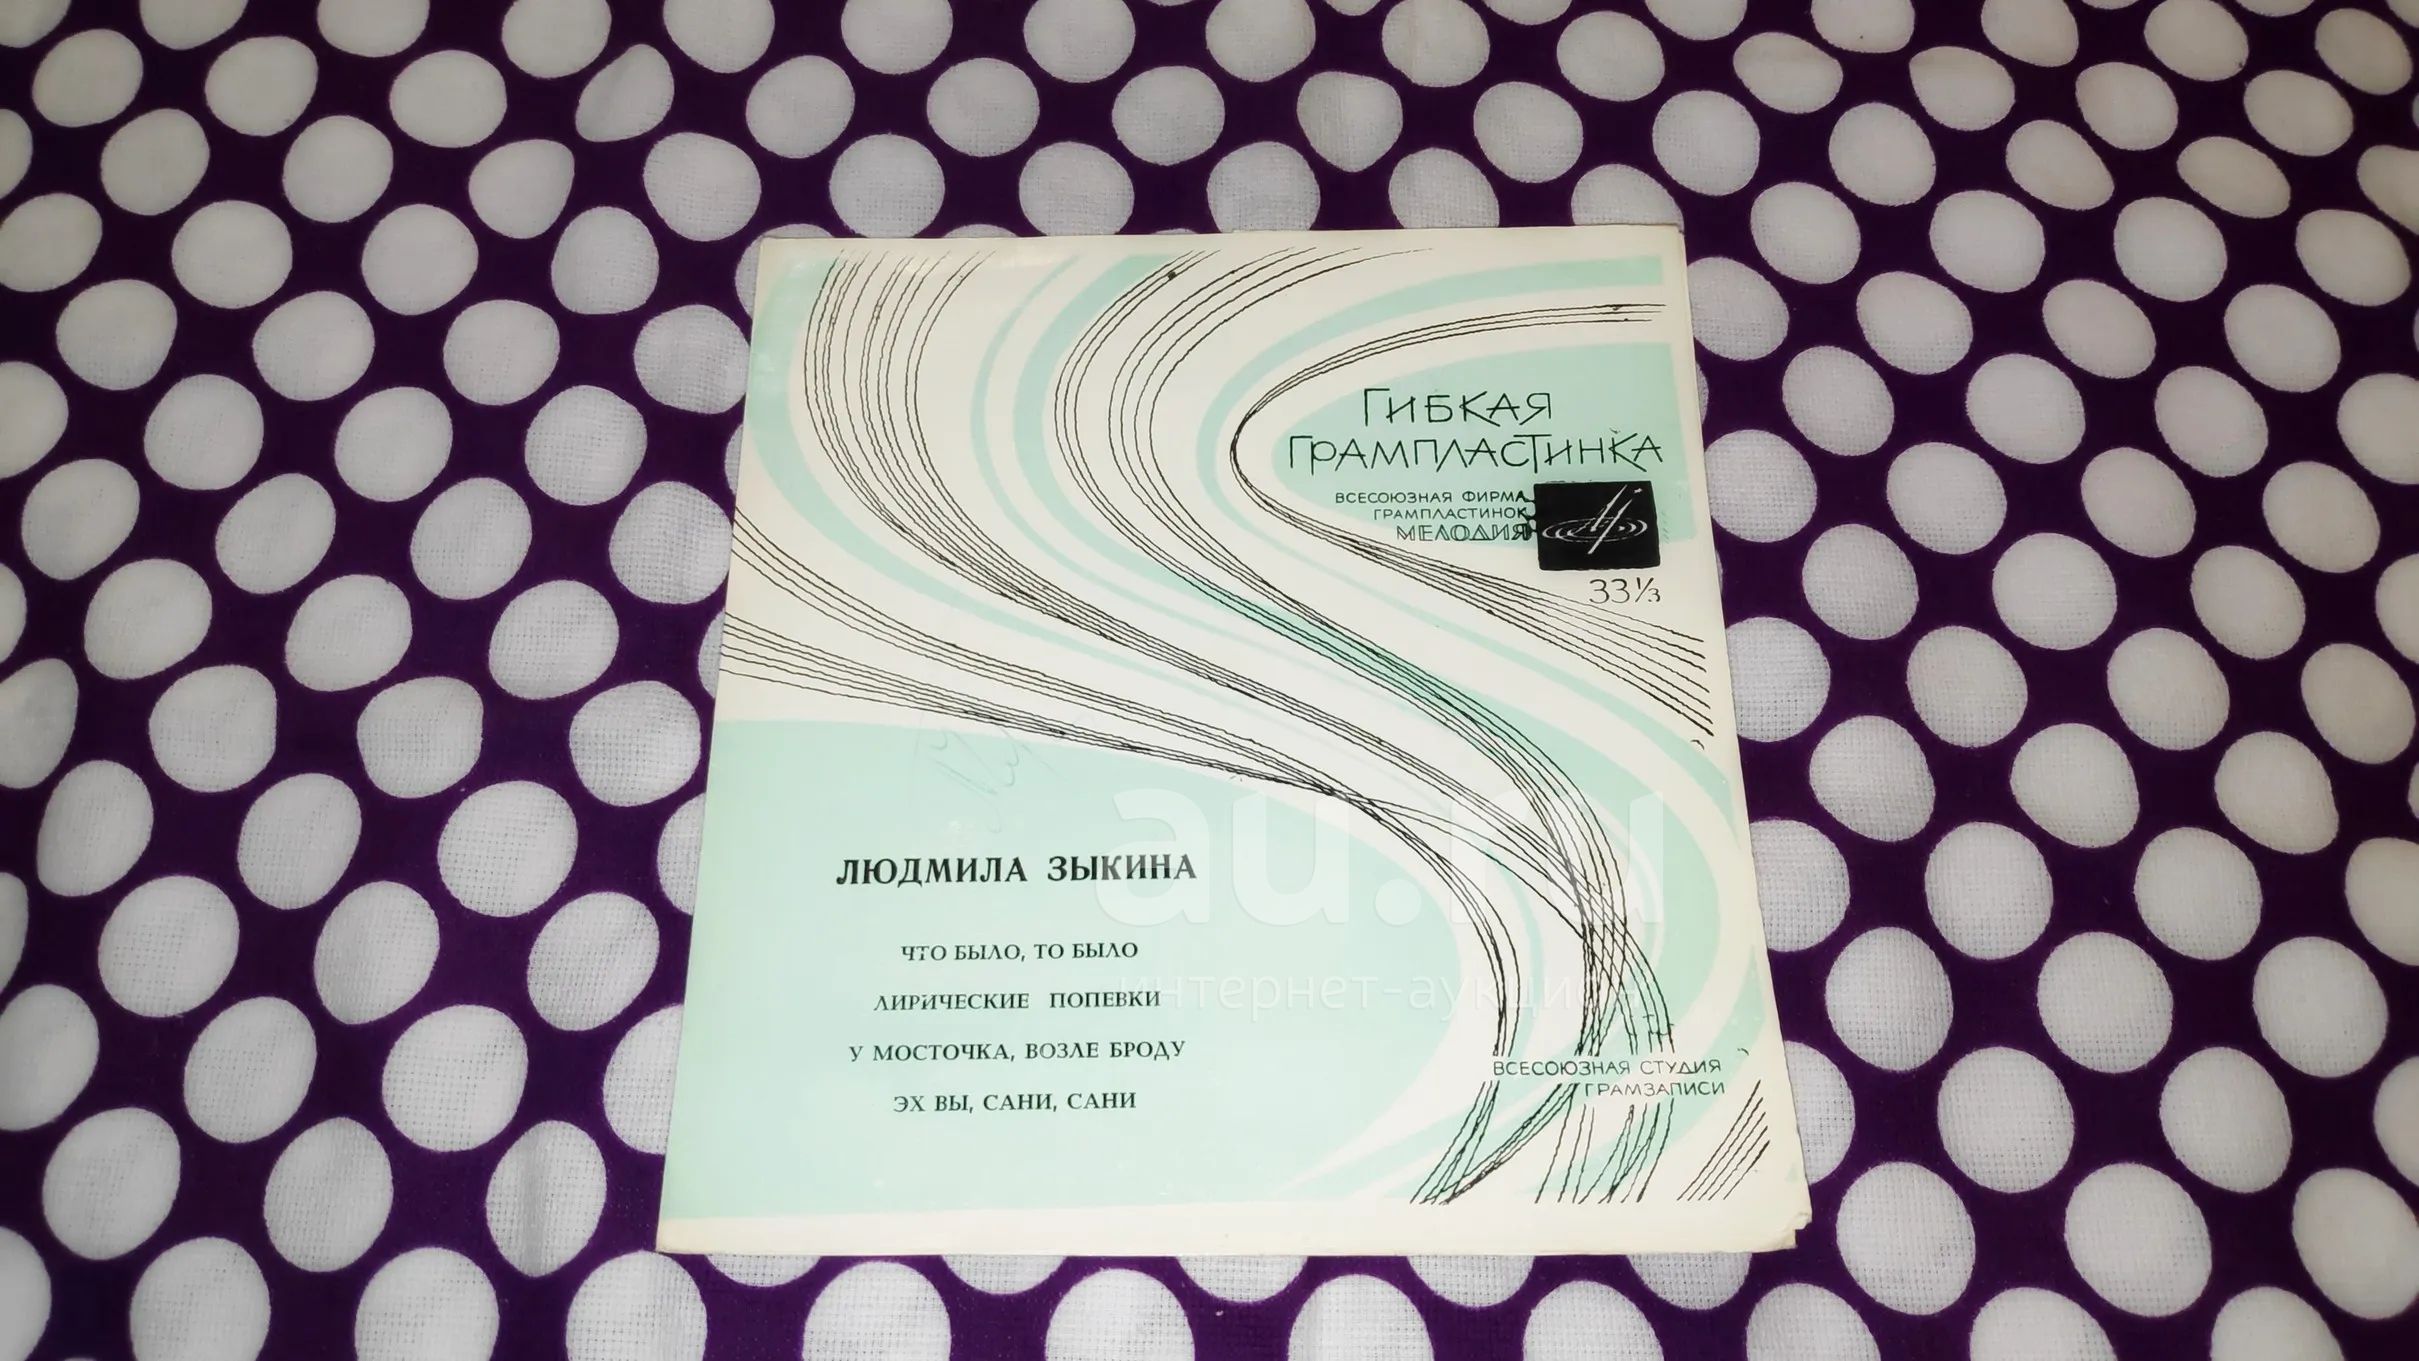 ГИБКАЯ
ГРАМПЛАСТИНКА
ВСЕСОЮЗНАЯ ФИРМА
ГРАМПЛАСТИНОК
МЕЛОДИЯ
33⅓
au.ru
интернет-аукцион
ЛЮДМИЛА ЗЫКИНА
ЧТО БЫЛО, ТО БЫЛО
ЛИРИЧЕСКИЕ ПОПЕВКИ
У МОСТОЧКА, ВОЗЛЕ БРОДУ
ЭХ ВЫ, САНИ, САНИ
ВСЕСОЮЗНАЯ СТУДИЯ
ГРАМЗАПИСИ